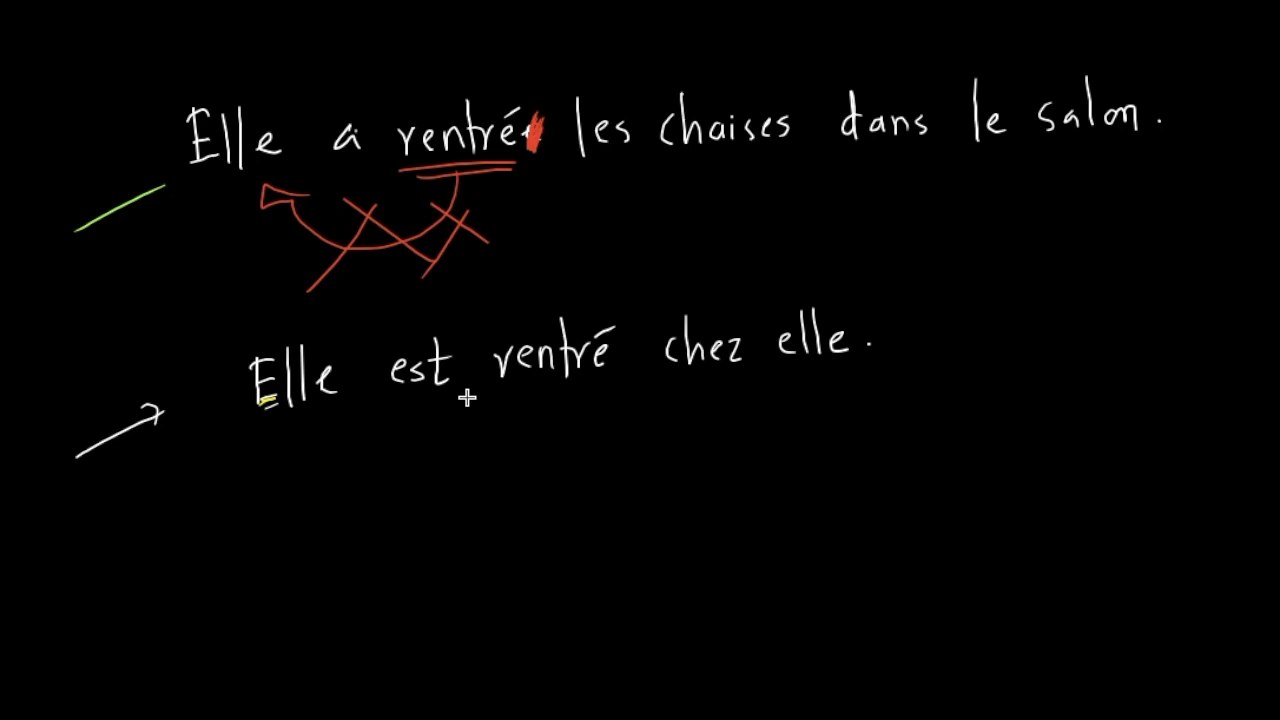 Elle a rentré les chaises dans le salon.
Elle est rentré chez elle.